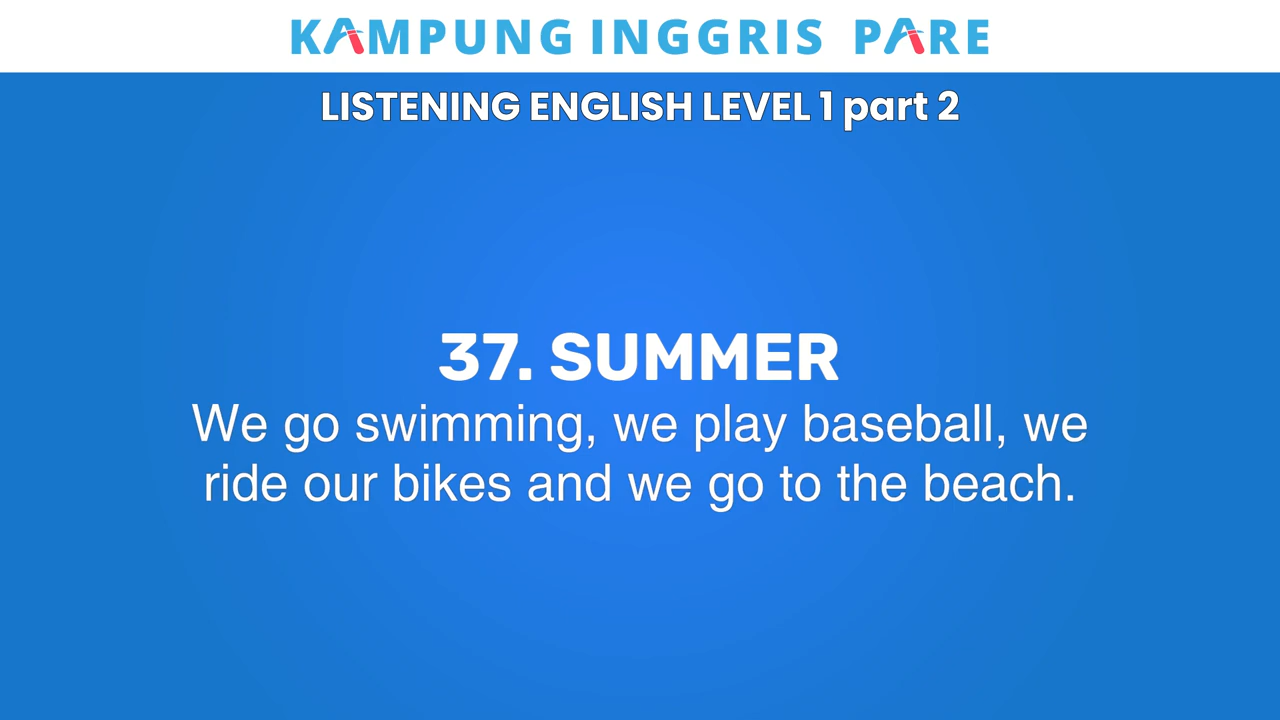 KAMPUNG INGGRIS PARE
LISTENING ENGLISH LEVEL 1 part 2
37. SUMMER
We go swimming, we play baseball, we
ride our bikes and we go to the beach.